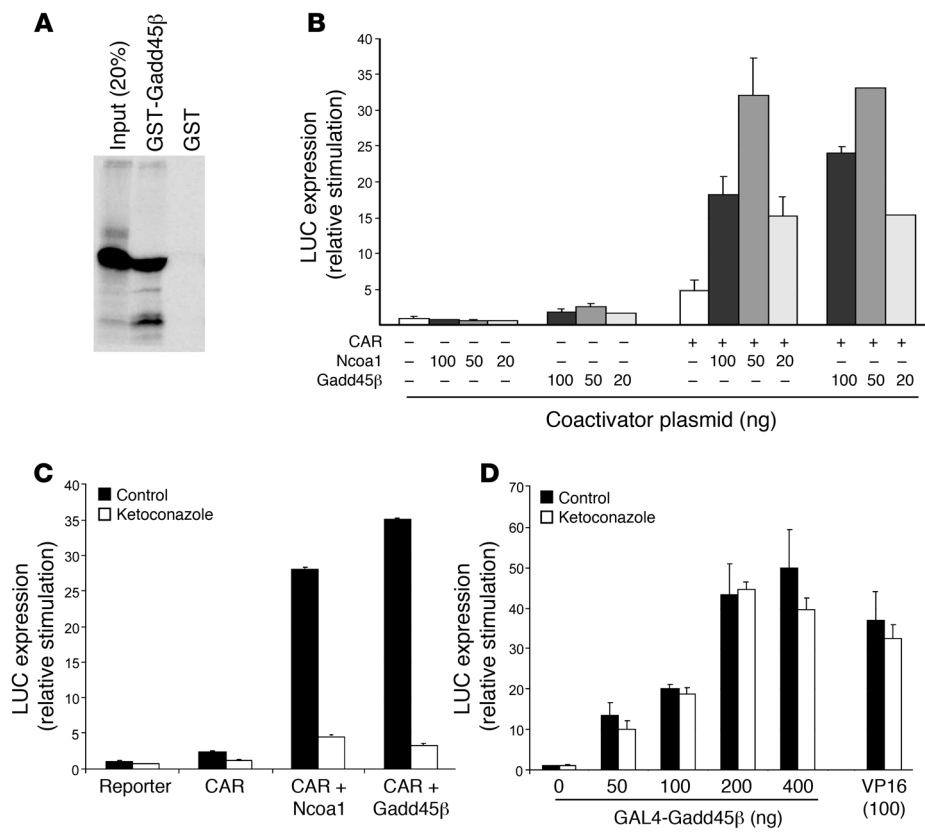 A
Input (20%)
GST-Gadd45β
GST
B
LUC expression
(relative stimulation)
40
35
30
25
20
15
10
5
CAR – – – – – – – + + + + + + +
Ncoa1 – 100 50 20 – – – – 100 50 20 – – –
Gadd45β – – – – 100 50 20 – – – – 100 50 20
Coactivator plasmid (ng)
C
LUC expression
(relative stimulation)
40
35
30
25
20
15
10
5
0
Control
Ketoconazole
Reporter
CAR
CAR +
Ncoa1
CAR +
Gadd45β
D
LUC expression
(relative stimulation)
70
60
50
40
30
20
10
0
Control
Ketoconazole
0 50 100 200 400
GAL4-Gadd45β (ng)
VP16
(100)